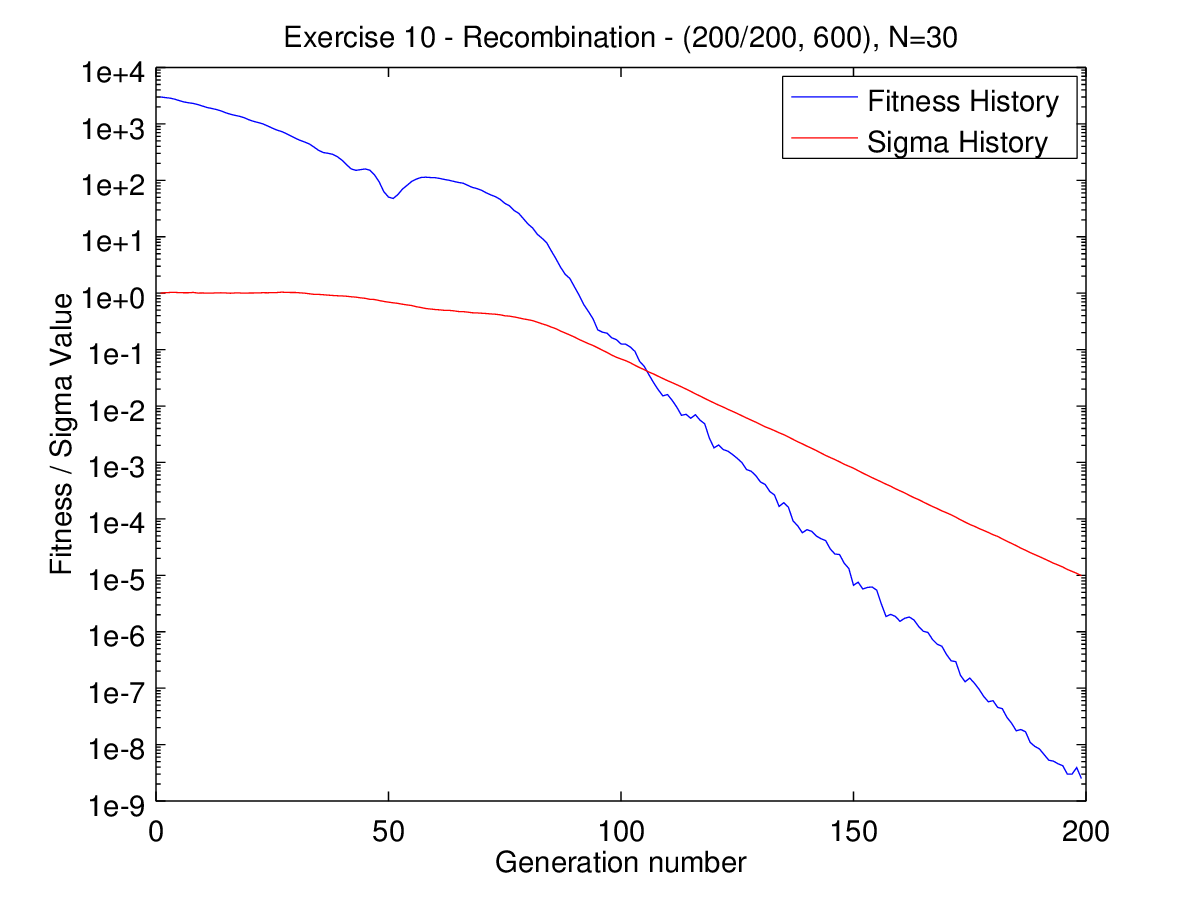 Exercise 10 - Recombination - (200/200, 600), N=30
Fitness History
Sigma History
1e+4
1e+3
1e+2
1e+1
1e+0
1e-1
1e-2
1e-3
1e-4
1e-5
1e-6
1e-7
1e-8
1e-9
Fitness / Sigma Value
0 50 100 150 200
Generation number